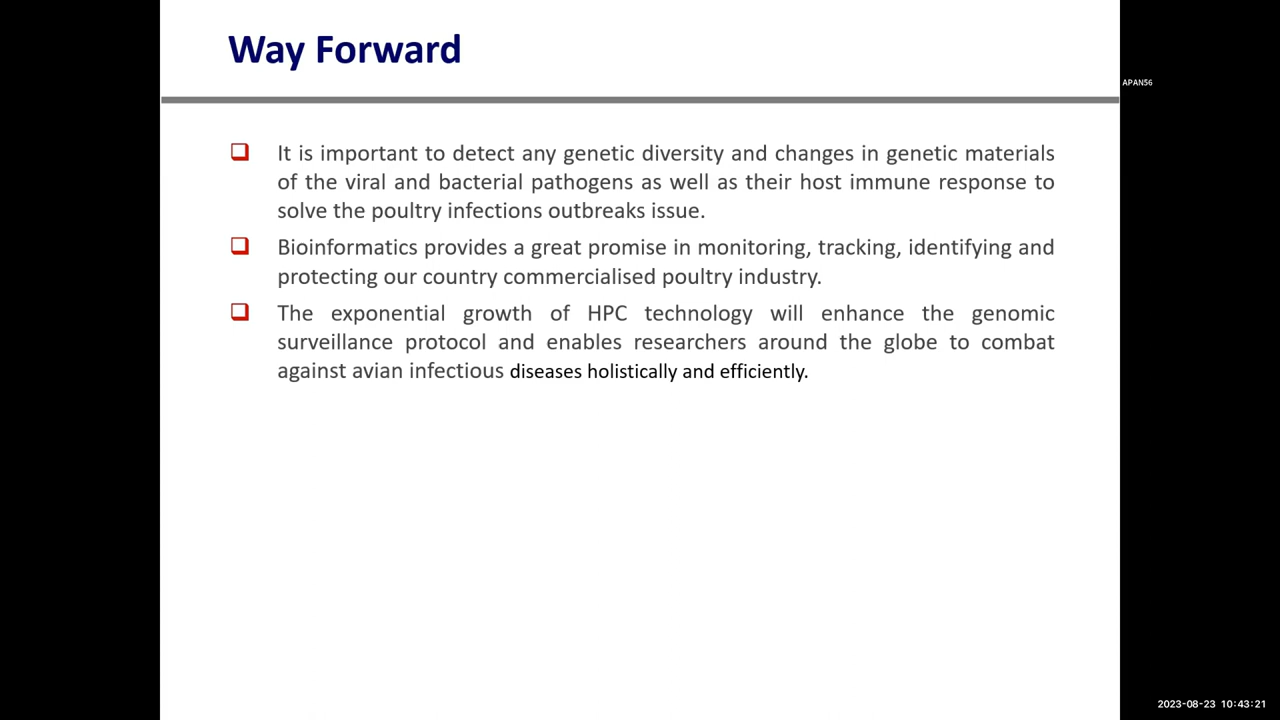 Way Forward
APAN56
It is important to detect any genetic diversity and changes in genetic materials
of the viral and bacterial pathogens as well as their host immune response to
solve the poultry infections outbreaks issue.
Bioinformatics provides a great promise in monitoring, tracking, identifying and
protecting our country commercialised poultry industry.
The exponential growth of HPC technology will enhance the genomic
surveillance protocol and enables researchers around the globe to combat
against avian infectious diseases holistically and efficiently.
2023-08-23 10:43:21